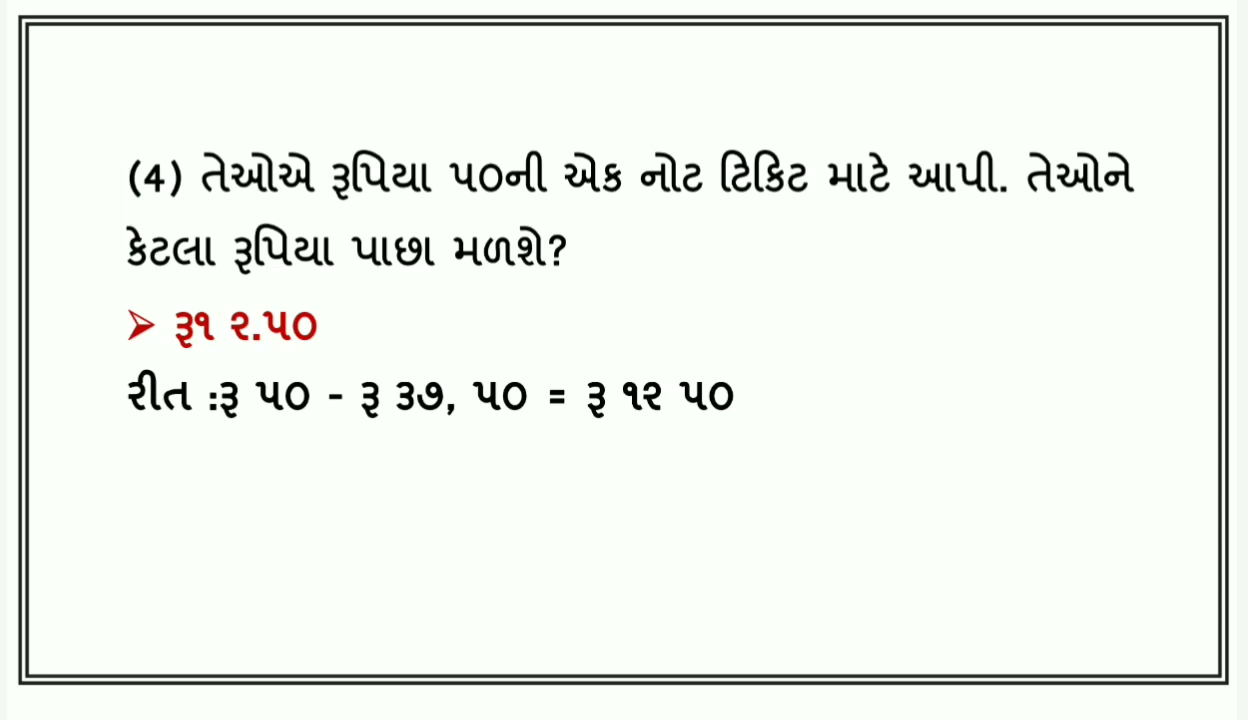 (4) તેઓએ રૂપિયા ૫૦ની એક નોટ ટિકિટ માટે આપી. તેઓને
કેટલા રૂપિયા પાછા મળશે?
➢ રૂ૧ ૨.૫૦
રીત :રૂ ૫૦ - રૂ ૩૭, ૫૦ = રૂ ૧૨ ૫૦